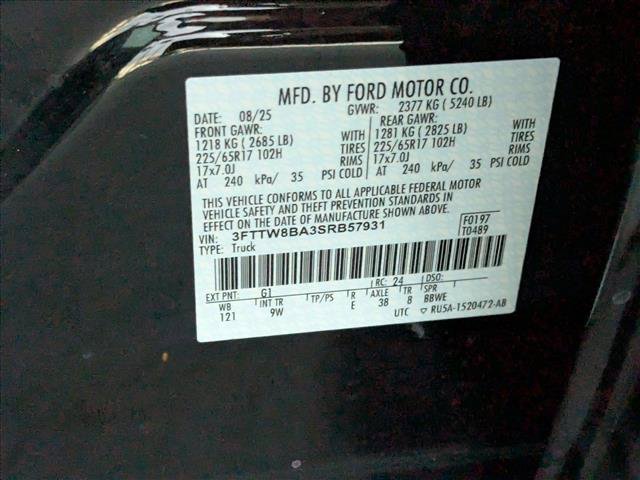 MFD. BY FORD MOTOR CO.
DATE: 08/25 GVWR: 2377 KG ( 5240 LB)
FRONT GAWR: REAR GAWR:
1218 KG ( 2685 LB) WITH 1281 KG ( 2825 LB) WITH
225/65R17 102H TIRES 225/65R17 102H TIRES
17x7.0J RIMS 17x7.0J RIMS
AT 240 kPa/ 35 PSI COLD AT 240 kPa/ 35 PSI COLD
THIS VEHICLE CONFORMS TO ALL APPLICABLE FEDERAL MOTOR
VEHICLE SAFETY AND THEFT PREVENTION STANDARDS IN EFFECT
ON THE DATE OF MANUFACTURE SHOWN ABOVE.
VIN: 3FTTW8BA3SRB57931 F0197
TYPE: Truck T0489
EXT PNT: G1 RC: 24 DSO:
WB INT TR TP/PS R AXLE TR SPR
121 9W E 38 8 BBWE
UTC ▽ RU5A-1520472-AB